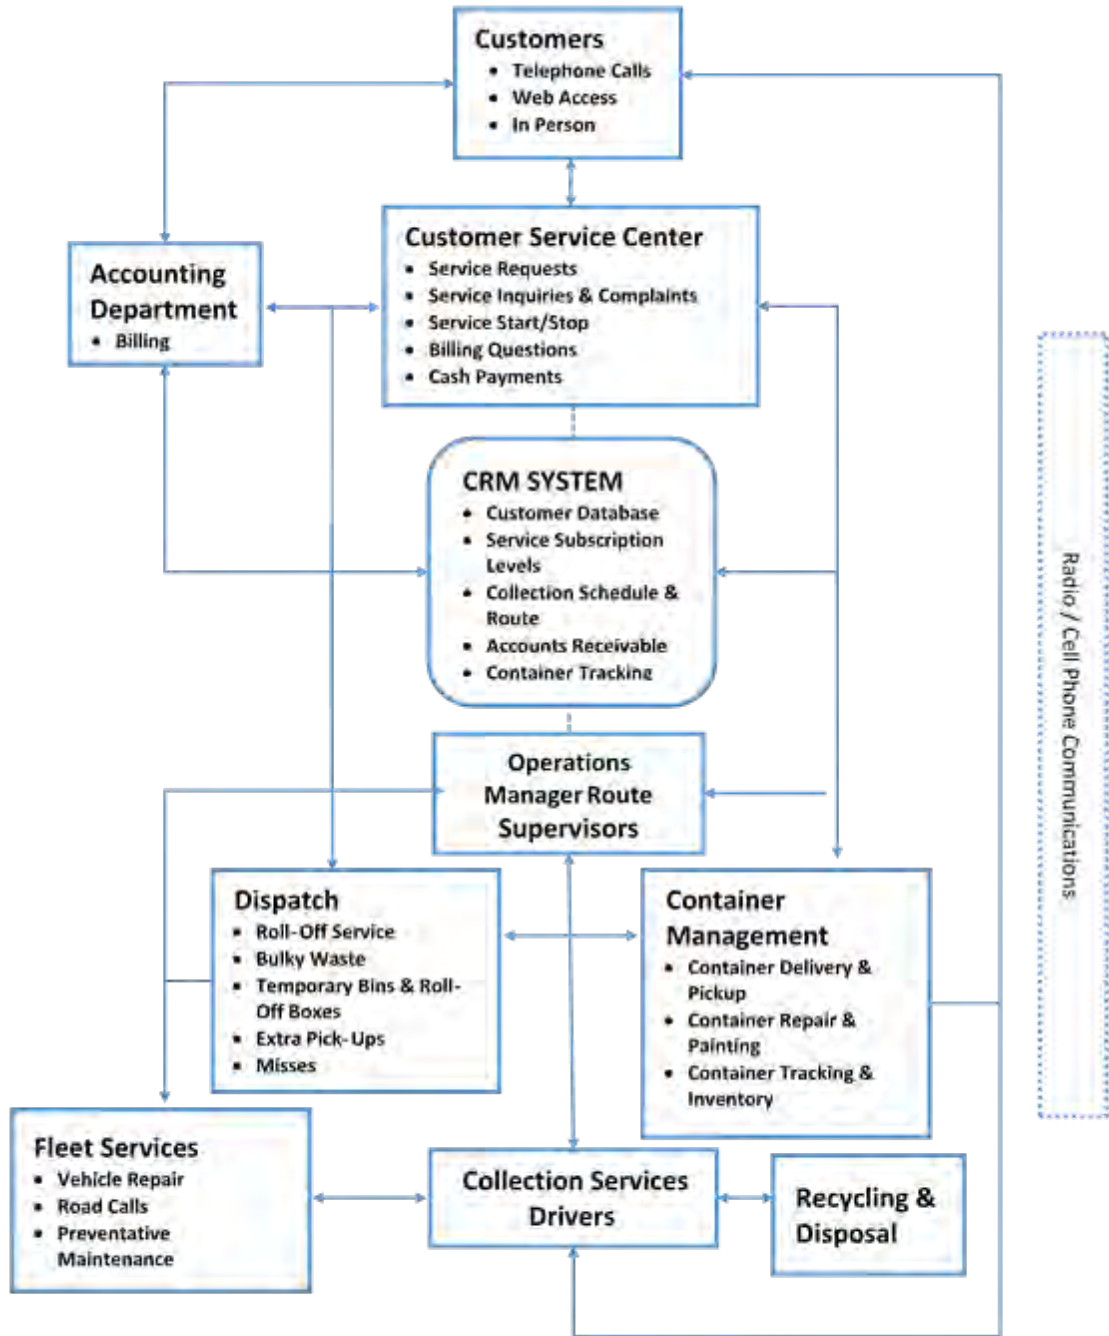 Customers
• Telephone Calls
• Web Access
• In Person
Customer Service Center
• Service Requests
• Service Inquiries & Complaints
• Service Start/Stop
• Billing Questions
• Cash Payments
Accounting
Department
• Billing
CRM SYSTEM
• Customer Database
• Service Subscription
Levels
• Collection Schedule &
Route
• Accounts Receivable
• Container Tracking
Radio / Cell Phone Communications
Operations
Manager Route
Supervisors
Dispatch
• Roll-Off Service
• Bulky Waste
• Temporary Bins & Roll-
Off Boxes
• Extra Pick-Ups
• Misses
Container
Management
• Container Delivery &
Pickup
• Container Repair &
Painting
• Container Tracking &
Inventory
Fleet Services
• Vehicle Repair
• Road Calls
• Preventative
Maintenance
Collection Services
Drivers
Recycling &
Disposal